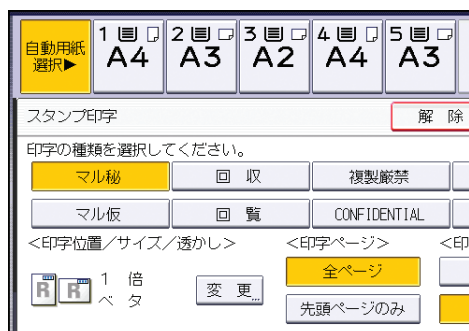 自動用紙
選択▶
1
A4
2
A3
3
A2
4
A4
5
A3
スタンプ印字
解 除
印字の種類を選択してください。
マル秘
回 収
複製厳禁
マル仮
回 覧
CONFIDENTIAL
<印字位置/サイズ/透かし>
<印字ページ>
<印
R R
1 倍
ベ タ
変 更...
全ページ
先頭ページのみ